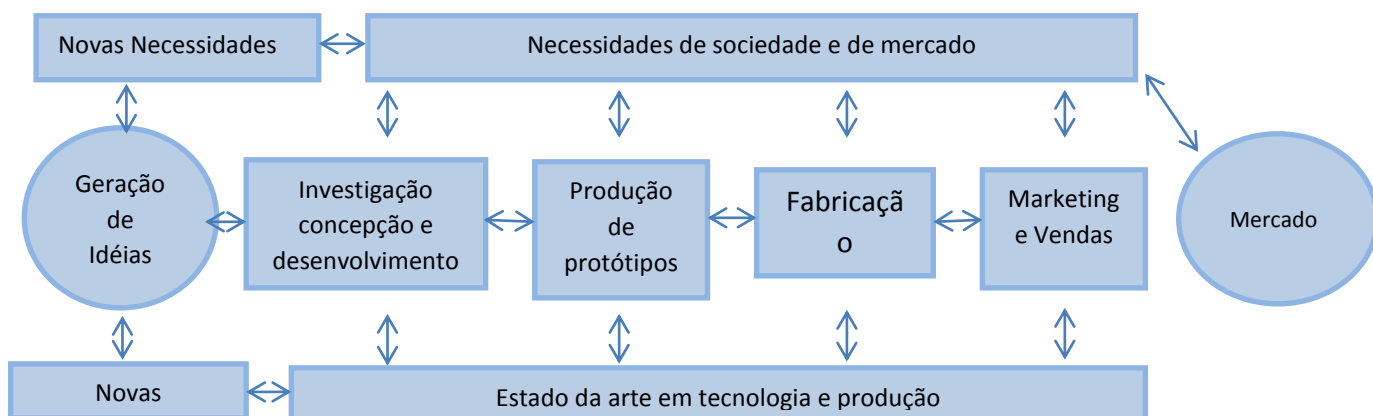 Novas Necessidades
Necessidades de sociedade e de mercado
Geração
de
Idéias
Investigação
concepção e
desenvolvimento
Produção
de
protótipos
Fabricaçã
o
Marketing
e Vendas
Mercado
Novas
Estado da arte em tecnologia e produção